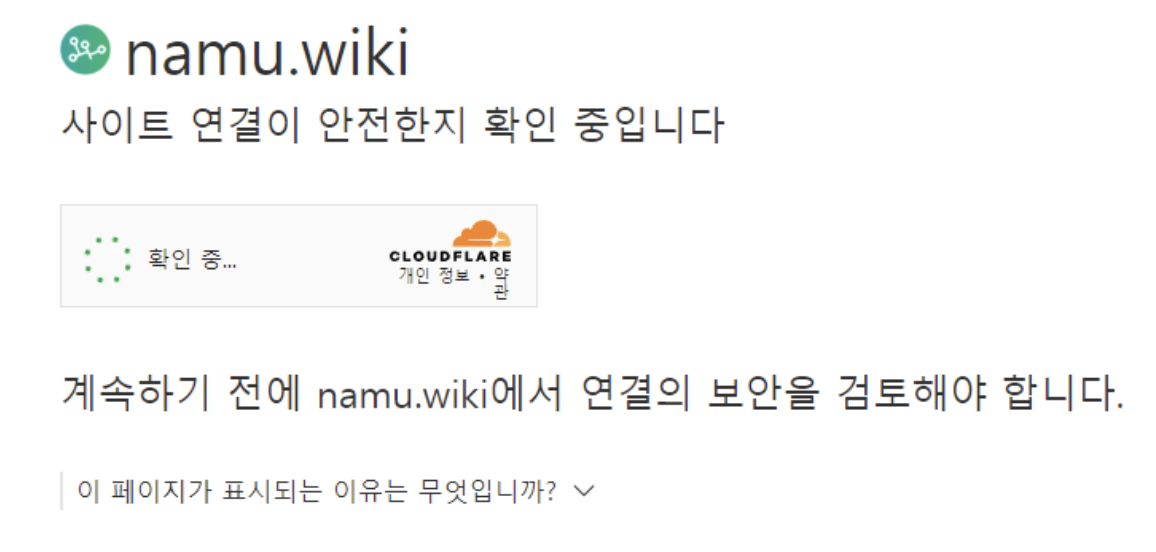 namu.wiki
사이트 연결이 안전한지 확인 중입니다
확인 중...
CLOUDFLARE
개인 정보 • 약
관
계속하기 전에 namu.wiki에서 연결의 보안을 검토해야 합니다.
이 페이지가 표시되는 이유는 무엇입니까?